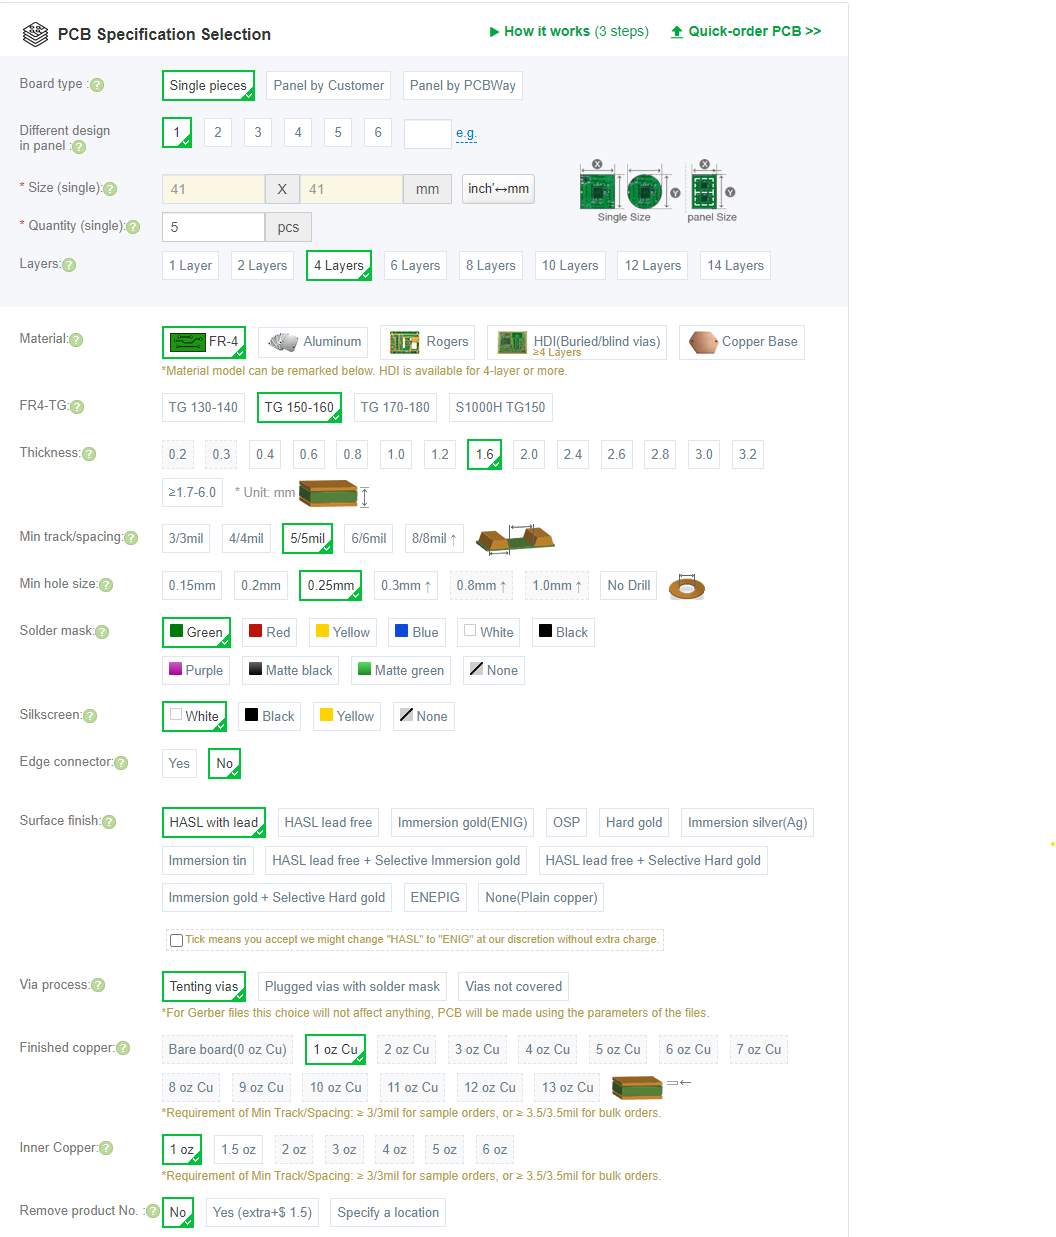 PCB Specification Selection
How it works (3 steps)
Quick-order PCB >>
Board type :
Single pieces
Panel by Customer
Panel by PCBWay
Different design
in panel :
1
2
3
4
5
6
e.g.
* Size (single):
41
X
41
mm
inch'↔mm
X
Y
Single Size
X
Y
panel Size
* Quantity (single):
5
pcs
Layers:
1 Layer
2 Layers
4 Layers
6 Layers
8 Layers
10 Layers
12 Layers
14 Layers
Material:
FR-4
Aluminum
Rogers
HDI(Buried/blind vias)
≥4 Layers
Copper Base
*Material model can be remarked below. HDI is available for 4-layer or more.
FR4-TG:
TG 130-140
TG 150-160
TG 170-180
S1000H TG150
Thickness:
0.2
0.3
0.4
0.6
0.8
1.0
1.2
1.6
2.0
2.4
2.6
2.8
3.0
3.2
≥1.7-6.0
* Unit: mm
Min track/spacing:
3/3mil
4/4mil
5/5mil
6/6mil
8/8mil ↑
Min hole size:
0.15mm
0.2mm
0.25mm
0.3mm ↑
0.8mm ↑
1.0mm ↑
No Drill
Solder mask:
Green
Red
Yellow
Blue
White
Black
Purple
Matte black
Matte green
None
Silkscreen:
White
Black
Yellow
None
Edge connector:
Yes
No
Surface finish:
HASL with lead
HASL lead free
Immersion gold(ENIG)
OSP
Hard gold
Immersion silver(Ag)
Immersion tin
HASL lead free + Selective Immersion gold
HASL lead free + Selective Hard gold
Immersion gold + Selective Hard gold
ENEPIG
None(Plain copper)
Tick means you accept we might change "HASL" to "ENIG" at our discretion without extra charge.
Via process:
Tenting vias
Plugged vias with solder mask
Vias not covered
*For Gerber files this choice will not affect anything, PCB will be made using the parameters of the files.
Finished copper:
Bare board(0 oz Cu)
1 oz Cu
2 oz Cu
3 oz Cu
4 oz Cu
5 oz Cu
6 oz Cu
7 oz Cu
8 oz Cu
9 oz Cu
10 oz Cu
11 oz Cu
12 oz Cu
13 oz Cu
*Requirement of Min Track/Spacing: ≥ 3/3mil for sample orders, or ≥ 3.5/3.5mil for bulk orders.
Inner Copper:
1 oz
1.5 oz
2 oz
3 oz
4 oz
5 oz
6 oz
*Requirement of Min Track/Spacing: ≥ 3/3mil for sample orders, or ≥ 3.5/3.5mil for bulk orders.
Remove product No. :
No
Yes (extra+$ 1.5)
Specify a location